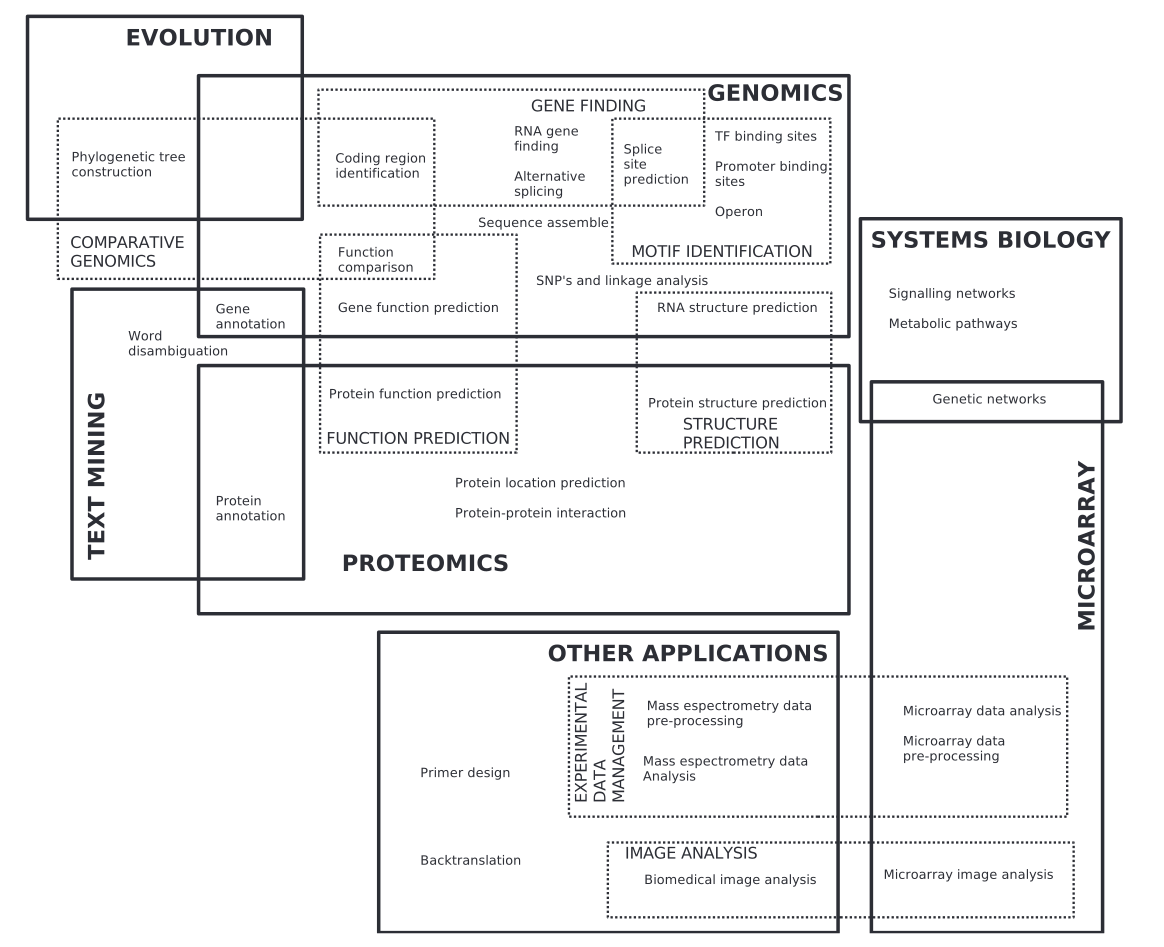 EVOLUTION
GENOMICS
GENE FINDING
RNA gene
finding
Alternative
splicing
Splice
site
prediction
TF binding sites
Promoter binding
sites
Operon
Phylogenetic tree
construction
Coding region
identification
Sequence assemble
COMPARATIVE
GENOMICS
Function
comparison
MOTIF IDENTIFICATION
SYSTEMS BIOLOGY
SNP's and linkage analysis
Signalling networks
Metabolic pathways
Gene
annotation
Gene function prediction
RNA structure prediction
Word
disambiguation
TEXT MINING
Protein function prediction
FUNCTION PREDICTION
Protein structure prediction
STRUCTURE
PREDICTION
Genetic networks
Protein location prediction
Protein-protein interaction
Protein
annotation
PROTEOMICS
MICROARRAY
OTHER APPLICATIONS
EXPERIMENTAL
DATA
MANAGEMENT
Mass espectrometry data
pre-processing
Mass espectrometry data
Analysis
Microarray data analysis
Microarray data
pre-processing
Primer design
Backtranslation
IMAGE ANALYSIS
Biomedical image analysis
Microarray image analysis